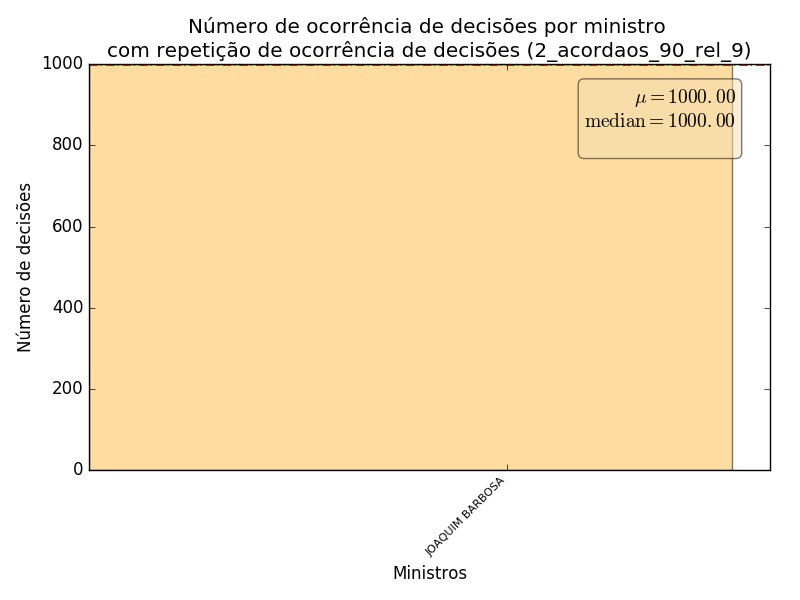 Número de ocorrência de decisões por ministro
com repetição de ocorrência de decisões (2_acordaos_90_rel_9)
μ = 1000.00
median = 1000.00
1000
800
600
400
200
0
Número de decisões
JOAQUIM BARBOSA
Ministros